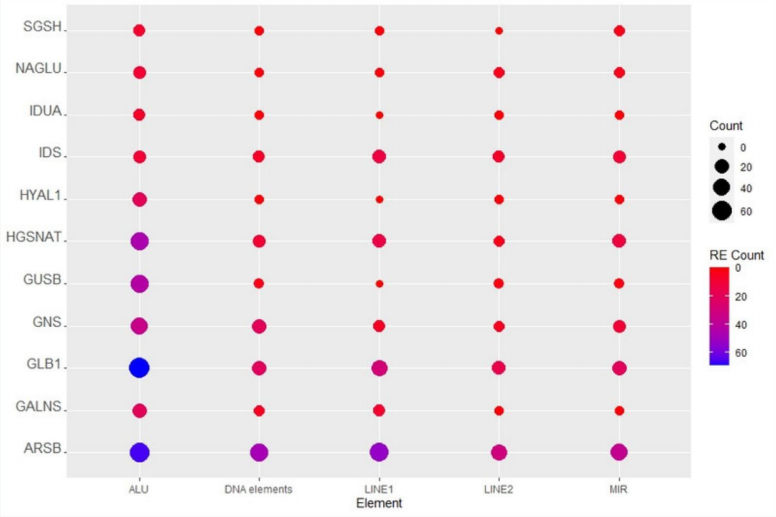 SGSH
NAGLU
IDUA
IDS
HYAL1
HGSNAT
GUSB
GNS
GLB1
GALNS
ARSB
ALU DNA elements LINE1 LINE2 MIR
Element
Count
0
20
40
60
RE Count
0
20
40
60